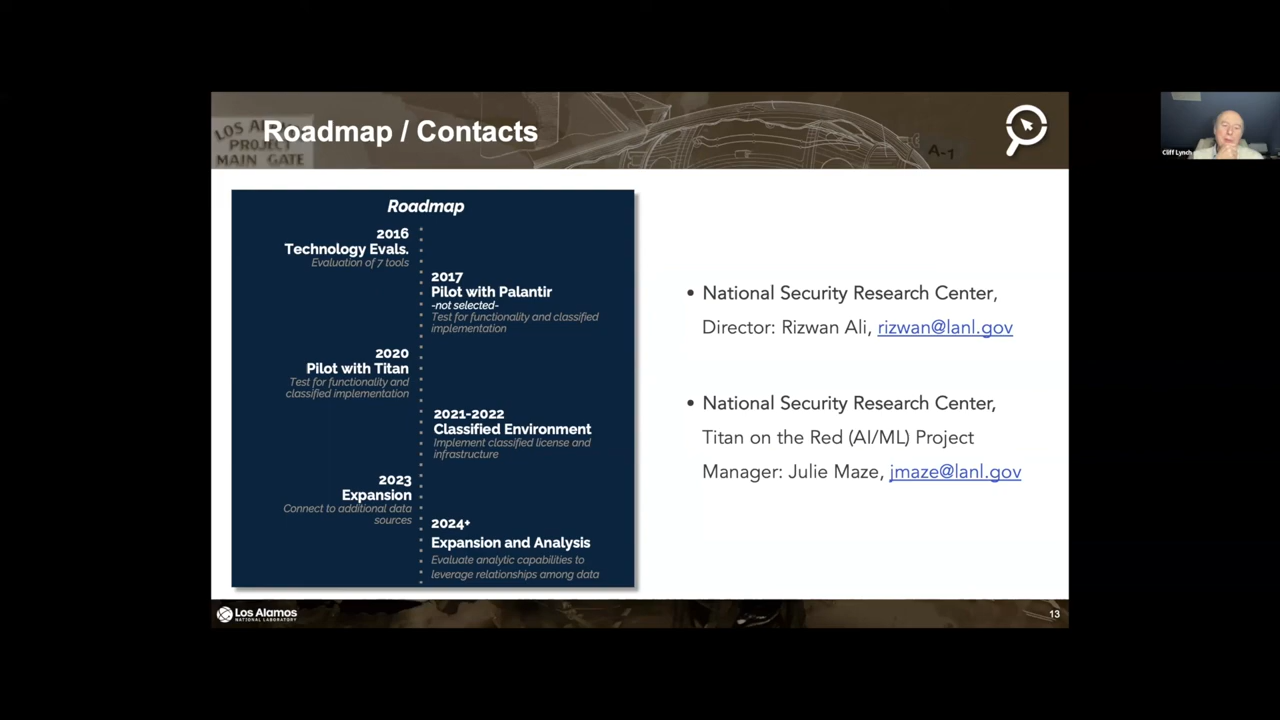 LOS ALA
PROJECT
MAIN GATE
Roadmap / Contacts
A-1
Cliff Lynch
Roadmap
2016
Technology Evals.
Evaluation of 7 tools
2017
Pilot with Palantir
-not selected-
Test for functionality and classified
implementation
2020
Pilot with Titan
Test for functionality and
classified implementation
2021-2022
Classified Environment
Implement classified license and
infrastructure
2023
Expansion
Connect to additional data
sources
2024+
Expansion and Analysis
Evaluate analytic capabilities to
leverage relationships among data
• National Security Research Center,
Director: Rizwan Ali, rizwan@lanl.gov
• National Security Research Center,
Titan on the Red (AI/ML) Project
Manager: Julie Maze, jmaze@lanl.gov
Los Alamos
NATIONAL LABORATORY
13